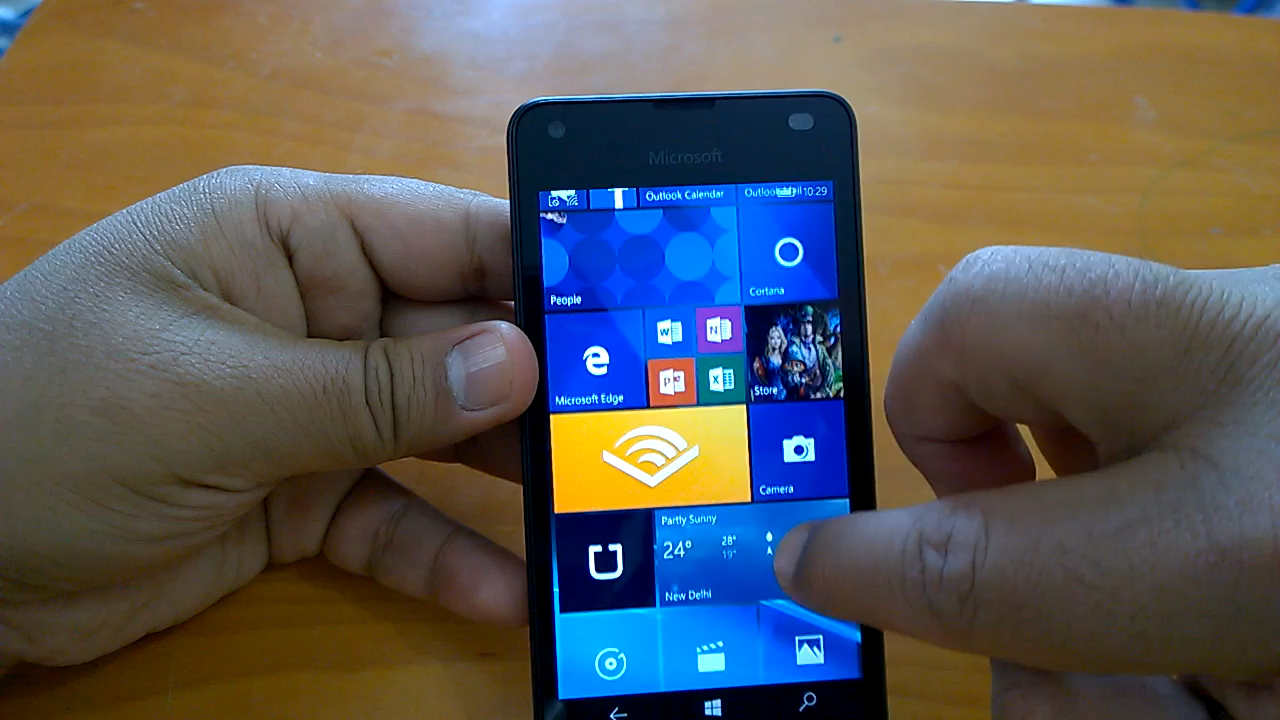 Microsoft
Outlook Calendar
10:29
People
Cortana
W
N
P
X
Microsoft Edge
Store
Camera
Partly Sunny
24°
28°
19°
New Delhi